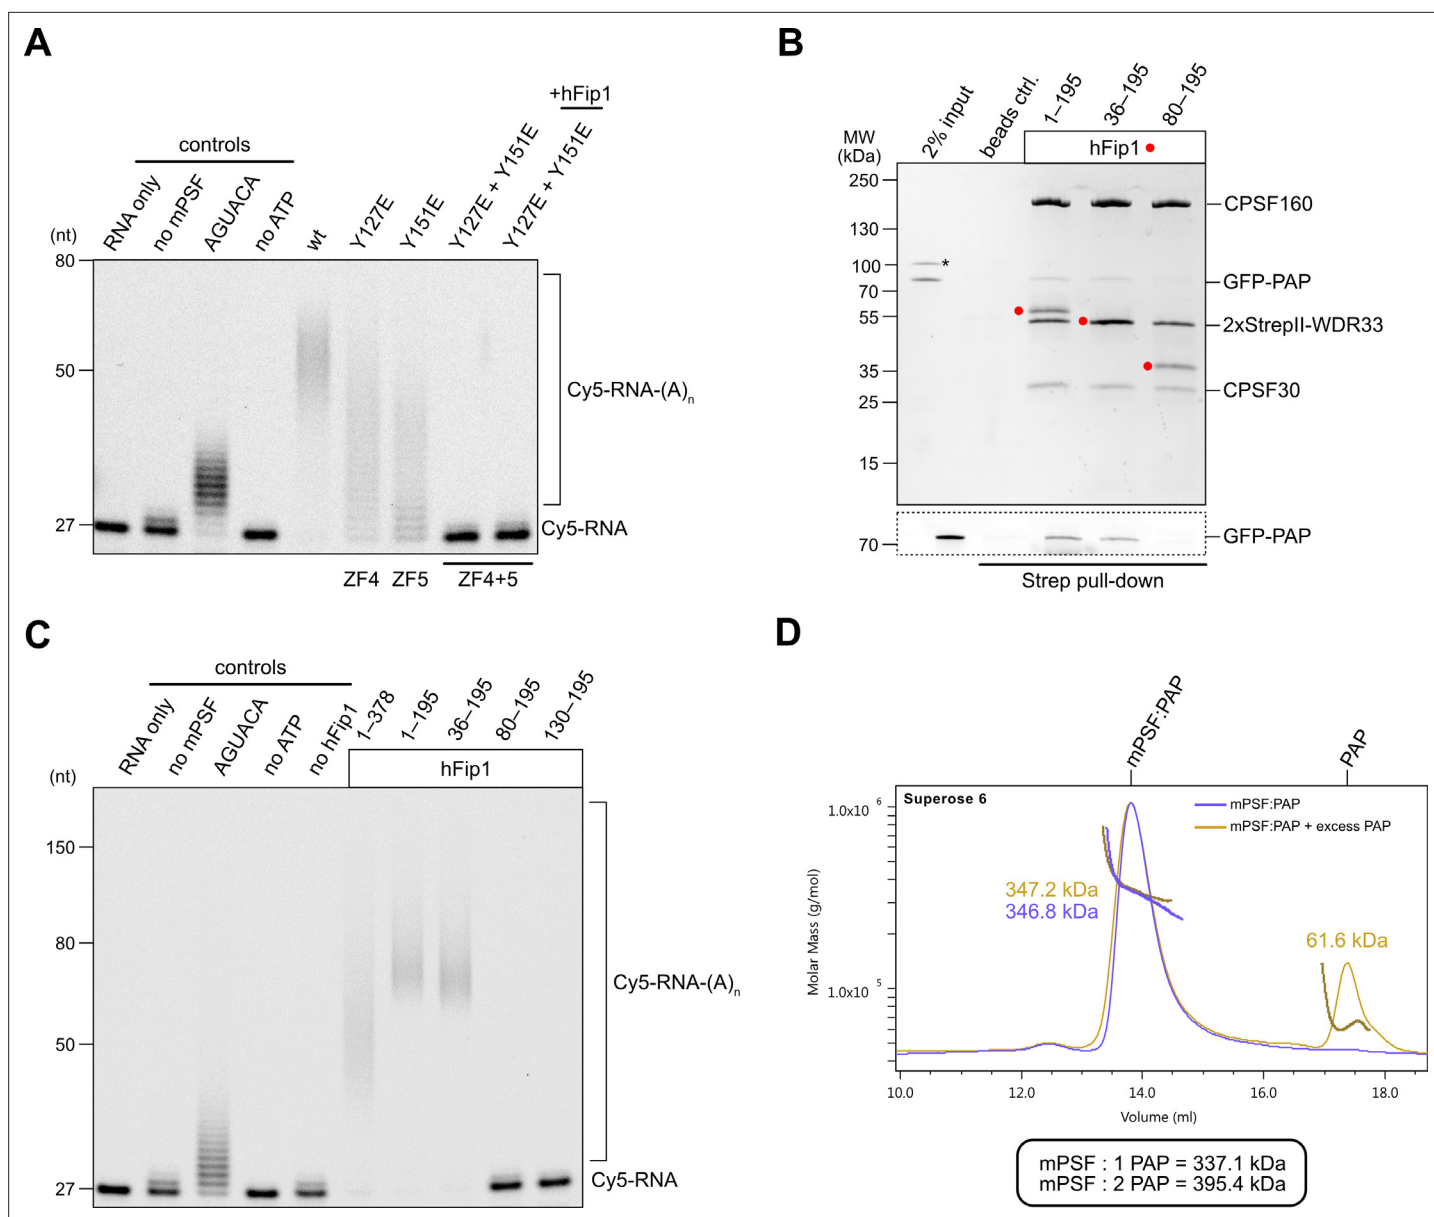 A
+hFip1
controls
(nt)
RNA only
no mPSF
AGUACA
no ATP
wt
Y127E
Y151E
Y127E + Y151E
Y127E + Y151E
80
50
27
Cy5-RNA-(A)n
Cy5-RNA
ZF4
ZF5
ZF4+5
B
MW
(kDa)
2% input
beads ctrl.
1–195
36–195
80–195
hFip1
250
130
100
70
55
35
25
15
70
*
CPSF160
GFP-PAP
2xStrepII-WDR33
CPSF30
GFP-PAP
Strep pull-down
C
controls
(nt)
RNA only
no mPSF
AGUACA
no ATP
no hFip1
1–378
1–195
36–195
80–195
130–195
hFip1
150
80
50
27
Cy5-RNA-(A)n
Cy5-RNA
D
mPSF:PAP
PAP
Superose 6
mPSF:PAP
mPSF:PAP + excess PAP
1.0x10 6
1.0x10 5
Molar Mass (g/mol)
347.2 kDa
346.8 kDa
61.6 kDa
10.0
12.0
14.0
16.0
18.0
Volume (ml)
mPSF : 1 PAP = 337.1 kDa
mPSF : 2 PAP = 395.4 kDa